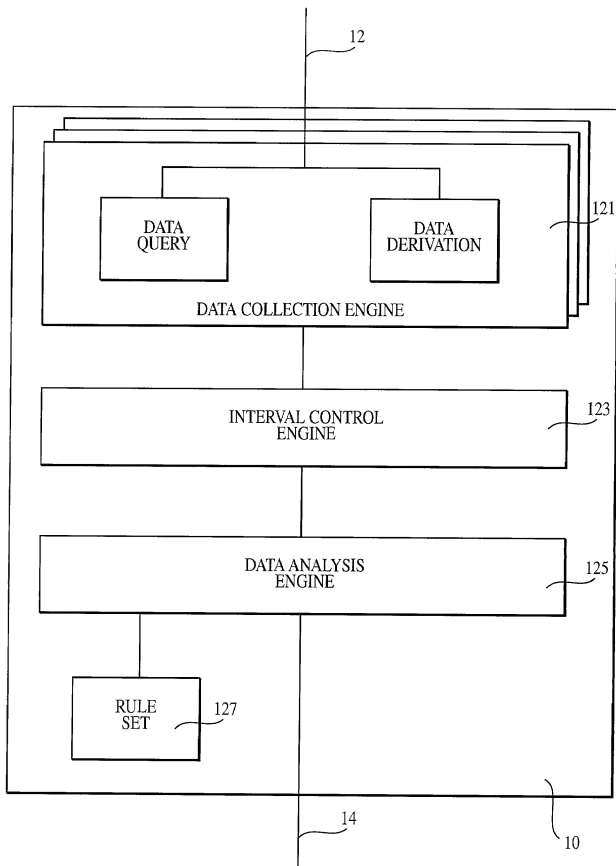 12
121
DATA
QUERY
DATA
DERIVATION
DATA COLLECTION ENGINE
123
INTERVAL CONTROL
ENGINE
125
DATA ANALYSIS
ENGINE
RULE
SET
127
14
10